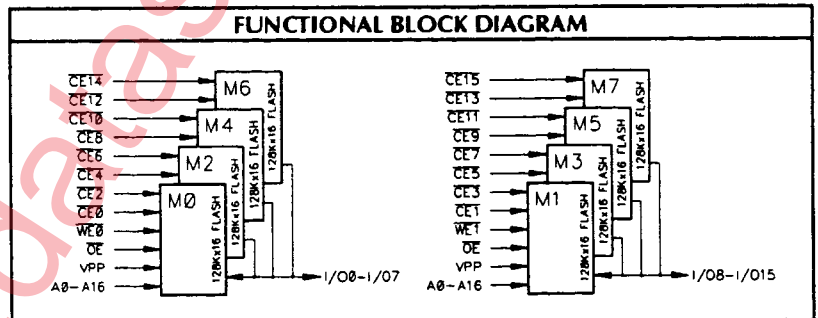 FUNCTIONAL BLOCK DIAGRAM
CE14
CE12
CE10
CE8
CE6
CE4
CE2
CE0
WE0
OE
VPP
A0-A16
M6
128Kx16 FLASH
M4
128Kx16 FLASH
M2
128Kx16 FLASH
M0
128Kx16 FLASH
I/O0-I/O7
CE15
CE13
CE11
CE9
CE7
CE5
CE3
CE1
WE1
OE
VPP
A0-A16
M7
128Kx16 FLASH
M5
128Kx16 FLASH
M3
128Kx16 FLASH
M1
128Kx16 FLASH
I/O8-I/O15
datas